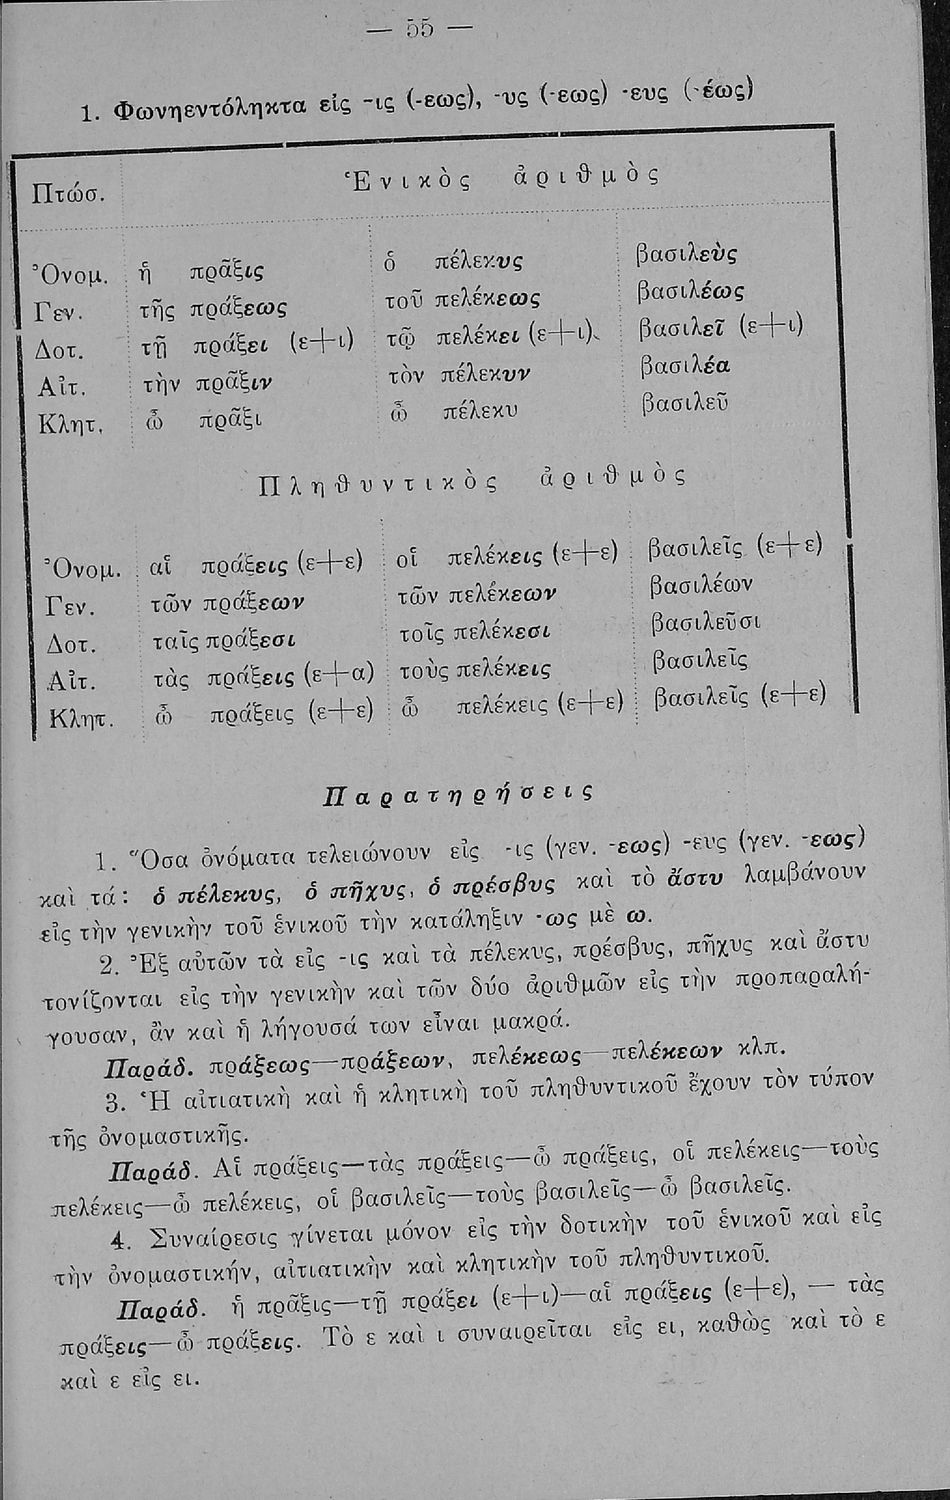 — 55 —
1. Φωνηεντόληκτα εἰς -ις (-εως), -υς (-εως) -ευς (-έως)
Πτώσ. Ἑνικὸς ἀριθμὸς
Ὀνομ. ἡ πρᾶξις ὁ πέλεκυς βασιλεὺς
Γεν. τῆς πράξεως τοῦ πελέκεως βασιλέως
Δοτ. τῇ πράξει (ε+ι) τῷ πελέκει (ε+ι). βασιλεῖ (ε+ι)
Αἰτ. τὴν πρᾶξιν τὸν πέλεκυν βασιλέα
Κλητ. ὦ πρᾶξι ὦ πέλεκυ βασιλεῦ
Πληθυντικὸς ἀριθμὸς
Ὀνομ. αἱ πράξεις (ε+ε) οἱ πελέκεις (ε+ε) βασιλεῖς (ε+ε)
Γεν. τῶν πράξεων τῶν πελέκεων βασιλέων
Δοτ. ταῖς πράξεσι τοῖς πελέκεσι βασιλεῦσι
Αἰτ. τὰς πράξεις (ε+α) τοὺς πελέκεις βασιλεῖς
Κλητ. ὦ πράξεις (ε+ε) ὦ πελέκεις (ε+ε) βασιλεῖς (ε+ε)
Παρατηρήσεις
1. Ὅσα ὀνόματα τελειώνουν εἰς -ις (γεν. -εως) -ευς (γεν. -εως)
καὶ τά: ὁ πέλεκυς, ὁ πῆχυς, ὁ πρέσβυς καὶ τὸ ἄστυ λαμβάνουν
εἰς τὴν γενικὴν τοῦ ἑνικοῦ τὴν κατάληξιν -ως μὲ ω.
2. Ἐξ αὐτῶν τὰ εἰς -ις καὶ τὰ πέλεκυς, πρέσβυς, πῆχυς καὶ ἄστυ
τονίζονται εἰς τὴν γενικὴν καὶ τῶν δύο ἀριθμῶν εἰς τὴν προπαραλή-
γουσαν, ἂν καὶ ἡ λήγουσά των εἶναι μακρά.
Παράδ. πράξεως—πράξεων, πελέκεως—πελέκεων κλπ.
3. Ἡ αἰτιατικὴ καὶ ἡ κλητικὴ τοῦ πληθυντικοῦ ἔχουν τὸν τύπον
τῆς ὀνομαστικῆς.
Παράδ. Αἱ πράξεις—τὰς πράξεις—ὦ πράξεις, οἱ πελέκεις—τοὺς
πελέκεις—ὦ πελέκεις, οἱ βασιλεῖς—τοὺς βασιλεῖς—ὦ βασιλεῖς.
4. Συναίρεσις γίνεται μόνον εἰς τὴν δοτικὴν τοῦ ἑνικοῦ καὶ εἰς
τὴν ὀνομαστικήν, αἰτιατικὴν καὶ κλητικὴν τοῦ πληθυντικοῦ.
Παράδ. ἡ πρᾶξις—τῇ πράξει (ε+ι)—αἱ πράξεις (ε+ε), — τὰς
πράξεις—ὦ πράξεις. Τὸ ε καὶ ι συναιρεῖται εἰς ει, καθὼς καὶ τὸ ε
καὶ ε εἰς ει.